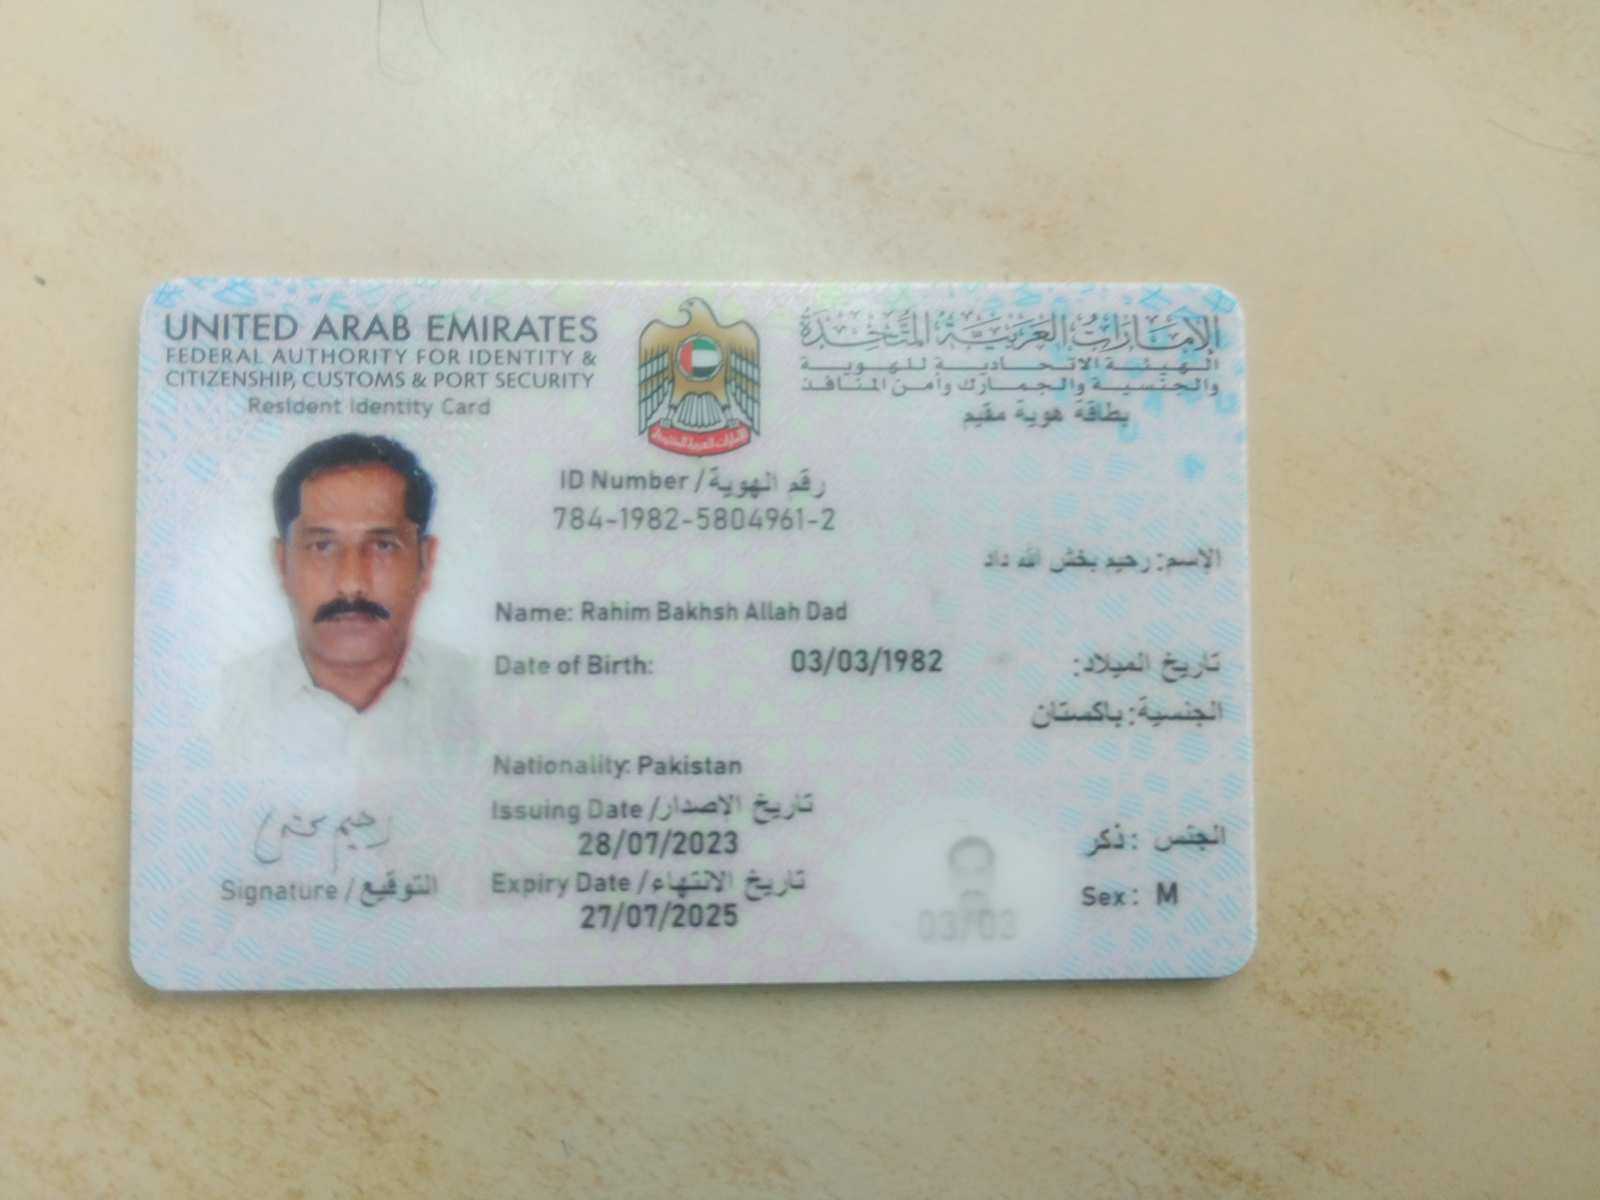 UNITED ARAB EMIRATES
FEDERAL AUTHORITY FOR IDENTITY &
CITIZENSHIP, CUSTOMS & PORT SECURITY
Resident Identity Card
الإمارات العربية المتحدة
الهيئة الاتحادية للهوية
والجنسية والجمارك وأمن المنافذ
بطاقة هوية مقيم
ID Number / رقم الهوية
784-1982-5804961-2
الإسم: رحيم بخش الله داد
Name: Rahim Bakhsh Allah Dad
Date of Birth: 03/03/1982 تاريخ الميلاد:
الجنسية: باكستان
Nationality: Pakistan
Issuing Date / تاريخ الاصدار
28/07/2023
Expiry Date / تاريخ الانتهاء
27/07/2025
الجنس : ذكر
Sex: M
رحيم بخش
Signature / التوقيع
03/03